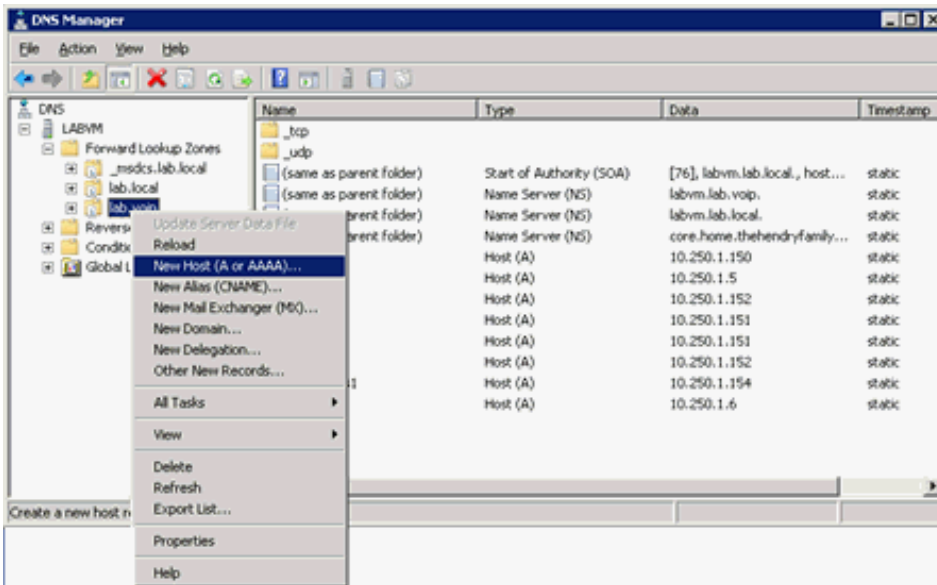 DNS Manager
File Action View Help
DNS
LABVM
Forward Lookup Zones
_msdcs.lab.local
lab.local
lab.voip
Reverse
Conditio
Global L
Name Type Data Timestamp
_tcp
_udp
(same as parent folder) Start of Authority (SOA) [76], labvm.lab.local., host... static
(same as parent folder) Name Server (NS) labvm.lab.voip. static
parent folder) Name Server (NS) labvm.lab.local. static
parent folder) Name Server (NS) core.home.thehendryfamily... static
Host (A) 10.250.1.150 static
Host (A) 10.250.1.5 static
Host (A) 10.250.1.152 static
Host (A) 10.250.1.151 static
Host (A) 10.250.1.151 static
Host (A) 10.250.1.152 static
Host (A) 10.250.1.154 static
Host (A) 10.250.1.6 static
Update Server Data File
Reload
New Host (A or AAAA)...
New Alias (CNAME)...
New Mail Exchanger (MX)...
New Domain...
New Delegation...
Other New Records...
All Tasks
View
Delete
Refresh
Export List...
Properties
Help
Create a new host